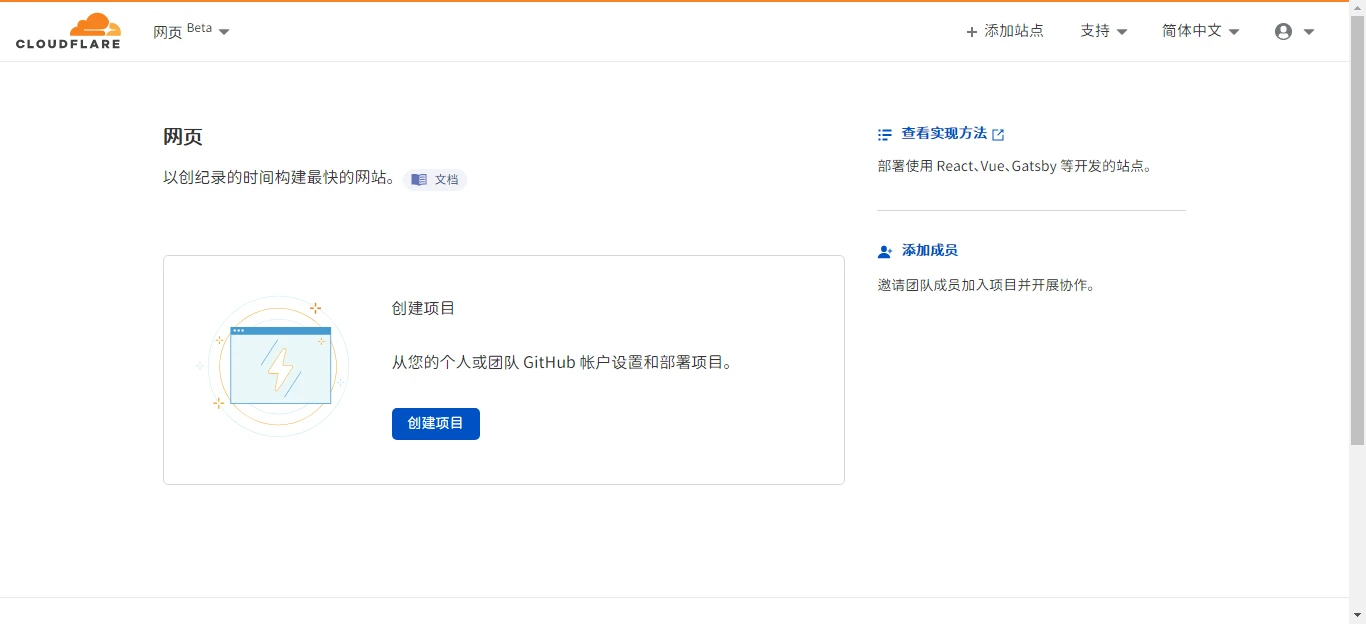 CLOUDFLARE
网页 Beta
添加站点
支持
简体中文
网页
以创纪录的时间构建最快的网站。
文档
创建项目
从您的个人或团队 GitHub 帐户设置和部署项目。
创建项目
查看实现方法
部署使用 React、Vue、Gatsby 等开发的站点。
添加成员
邀请团队成员加入项目并开展协作。